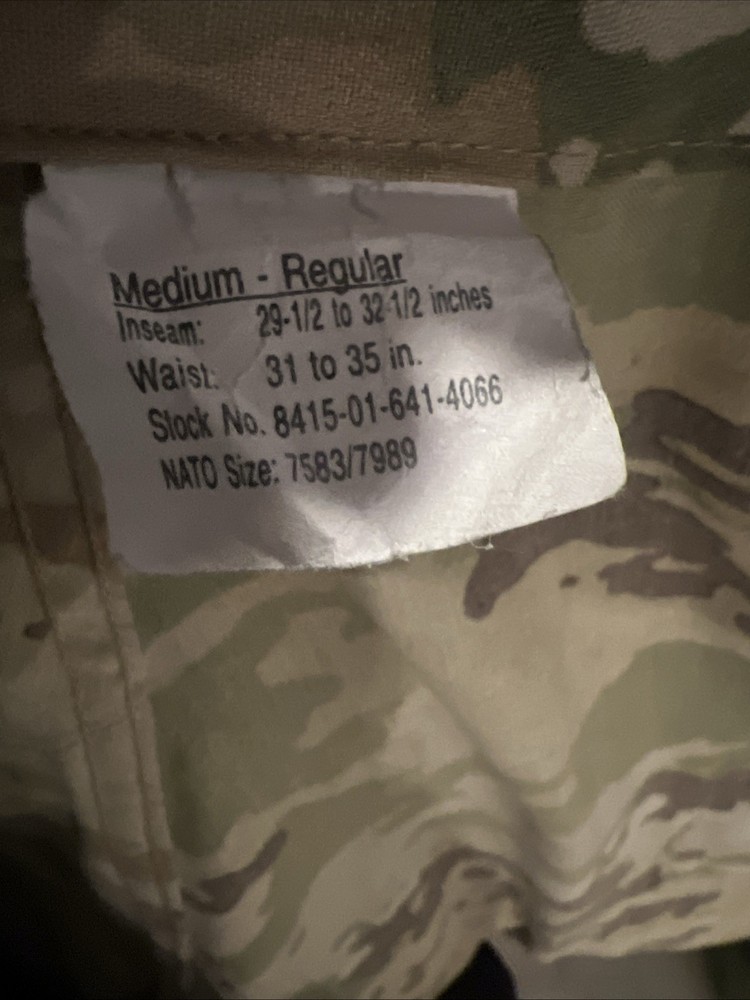 Medium - Regular
Inseam: 29-1/2 to 32-1/2 inches
Waist: 31 to 35 in.
Stock No. 8415-01-641-4066
NATO Size: 7583/7989